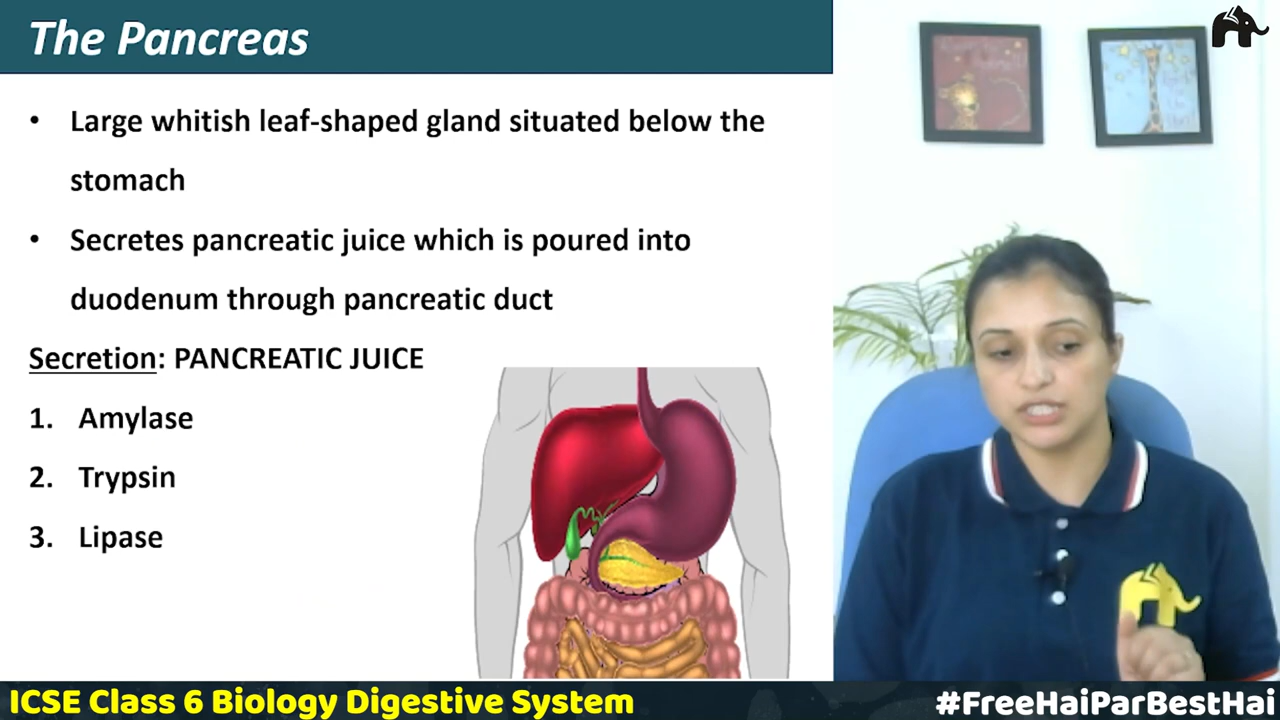 The Pancreas
• Large whitish leaf-shaped gland situated below the
stomach
• Secretes pancreatic juice which is poured into
duodenum through pancreatic duct
Secretion: PANCREATIC JUICE
1. Amylase
2. Trypsin
3. Lipase
ICSE Class 6 Biology Digestive System
#FreeHaiParBestHai